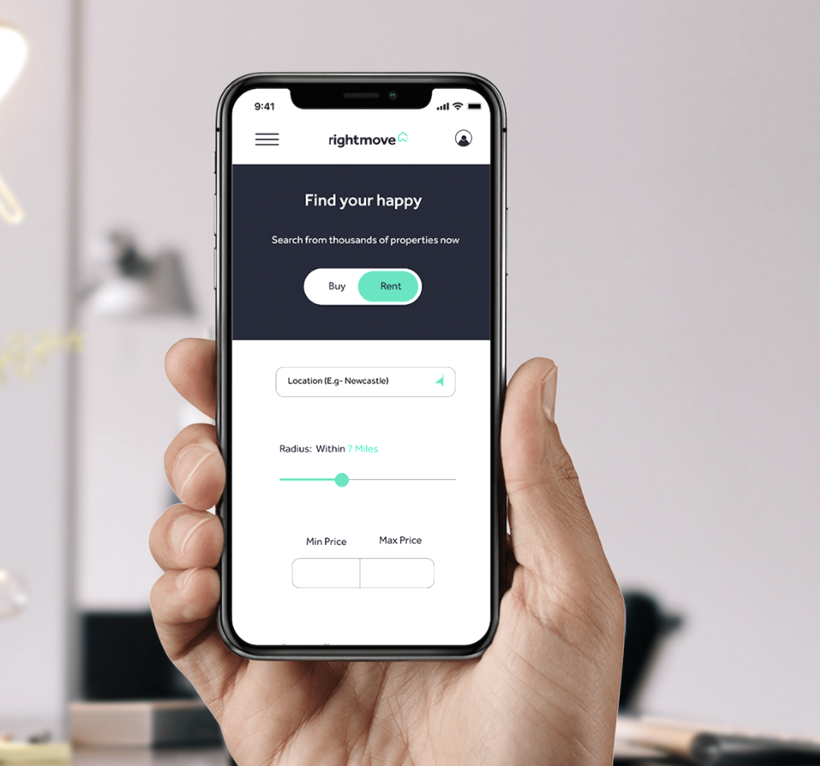 9:41
rightmove
Find your happy
Search from thousands of properties now
Buy Rent
Location (E.g- Newcastle)
Radius: Within 7 Miles
Min Price Max Price